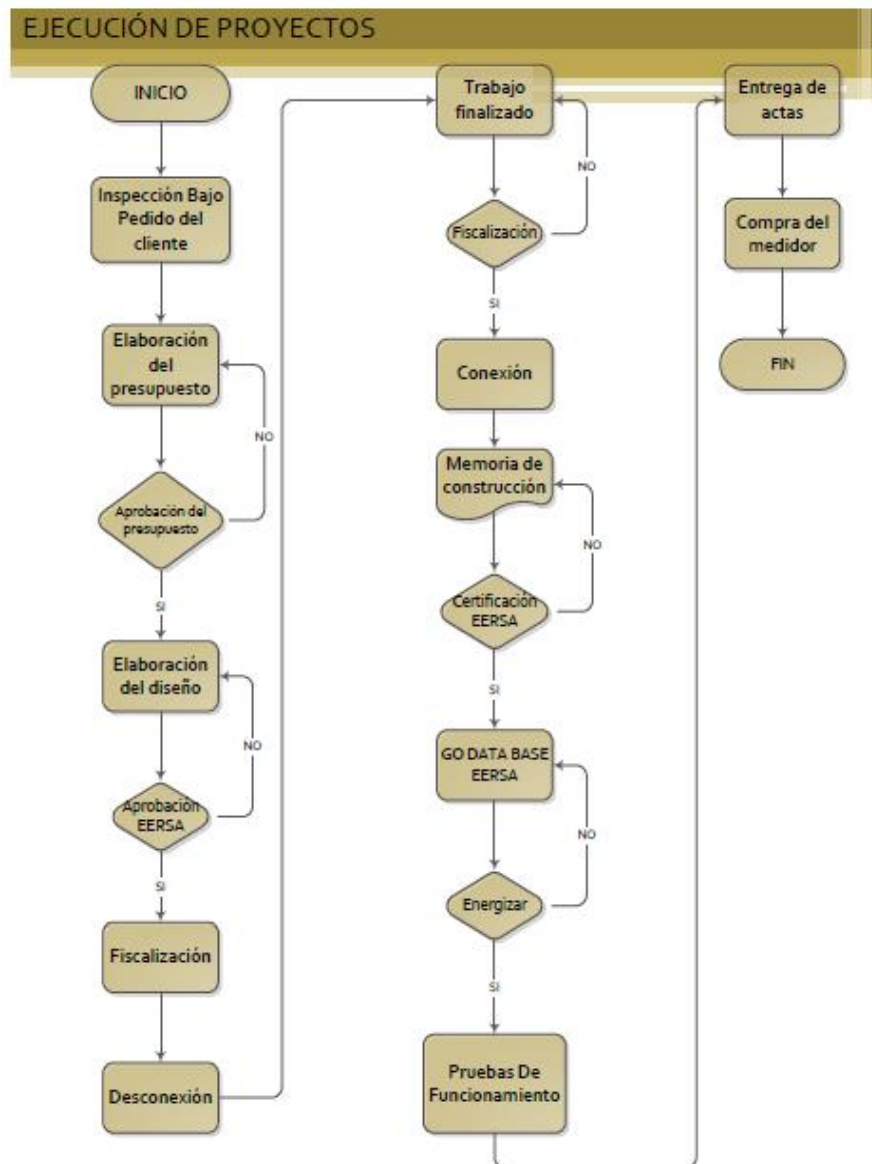 EJECUCIÓN DE PROYECTOS
INICIO
Inspección Bajo
Pedido del
cliente
Elaboración
del
presupuesto
NO
Aprobación del
presupuesto
SI
Elaboración
del diseño
NO
Aprobación
EERSA
SI
Fiscalización
Desconexión
Trabajo
finalizado
NO
Fiscalización
SI
Conexión
Memoria de
construcción
NO
Certificación
EERSA
SI
GO DATA BASE
EERSA
NO
Energizar
SI
Pruebas De
Funcionamiento
Entrega de
actas
Compra del
medidor
FIN